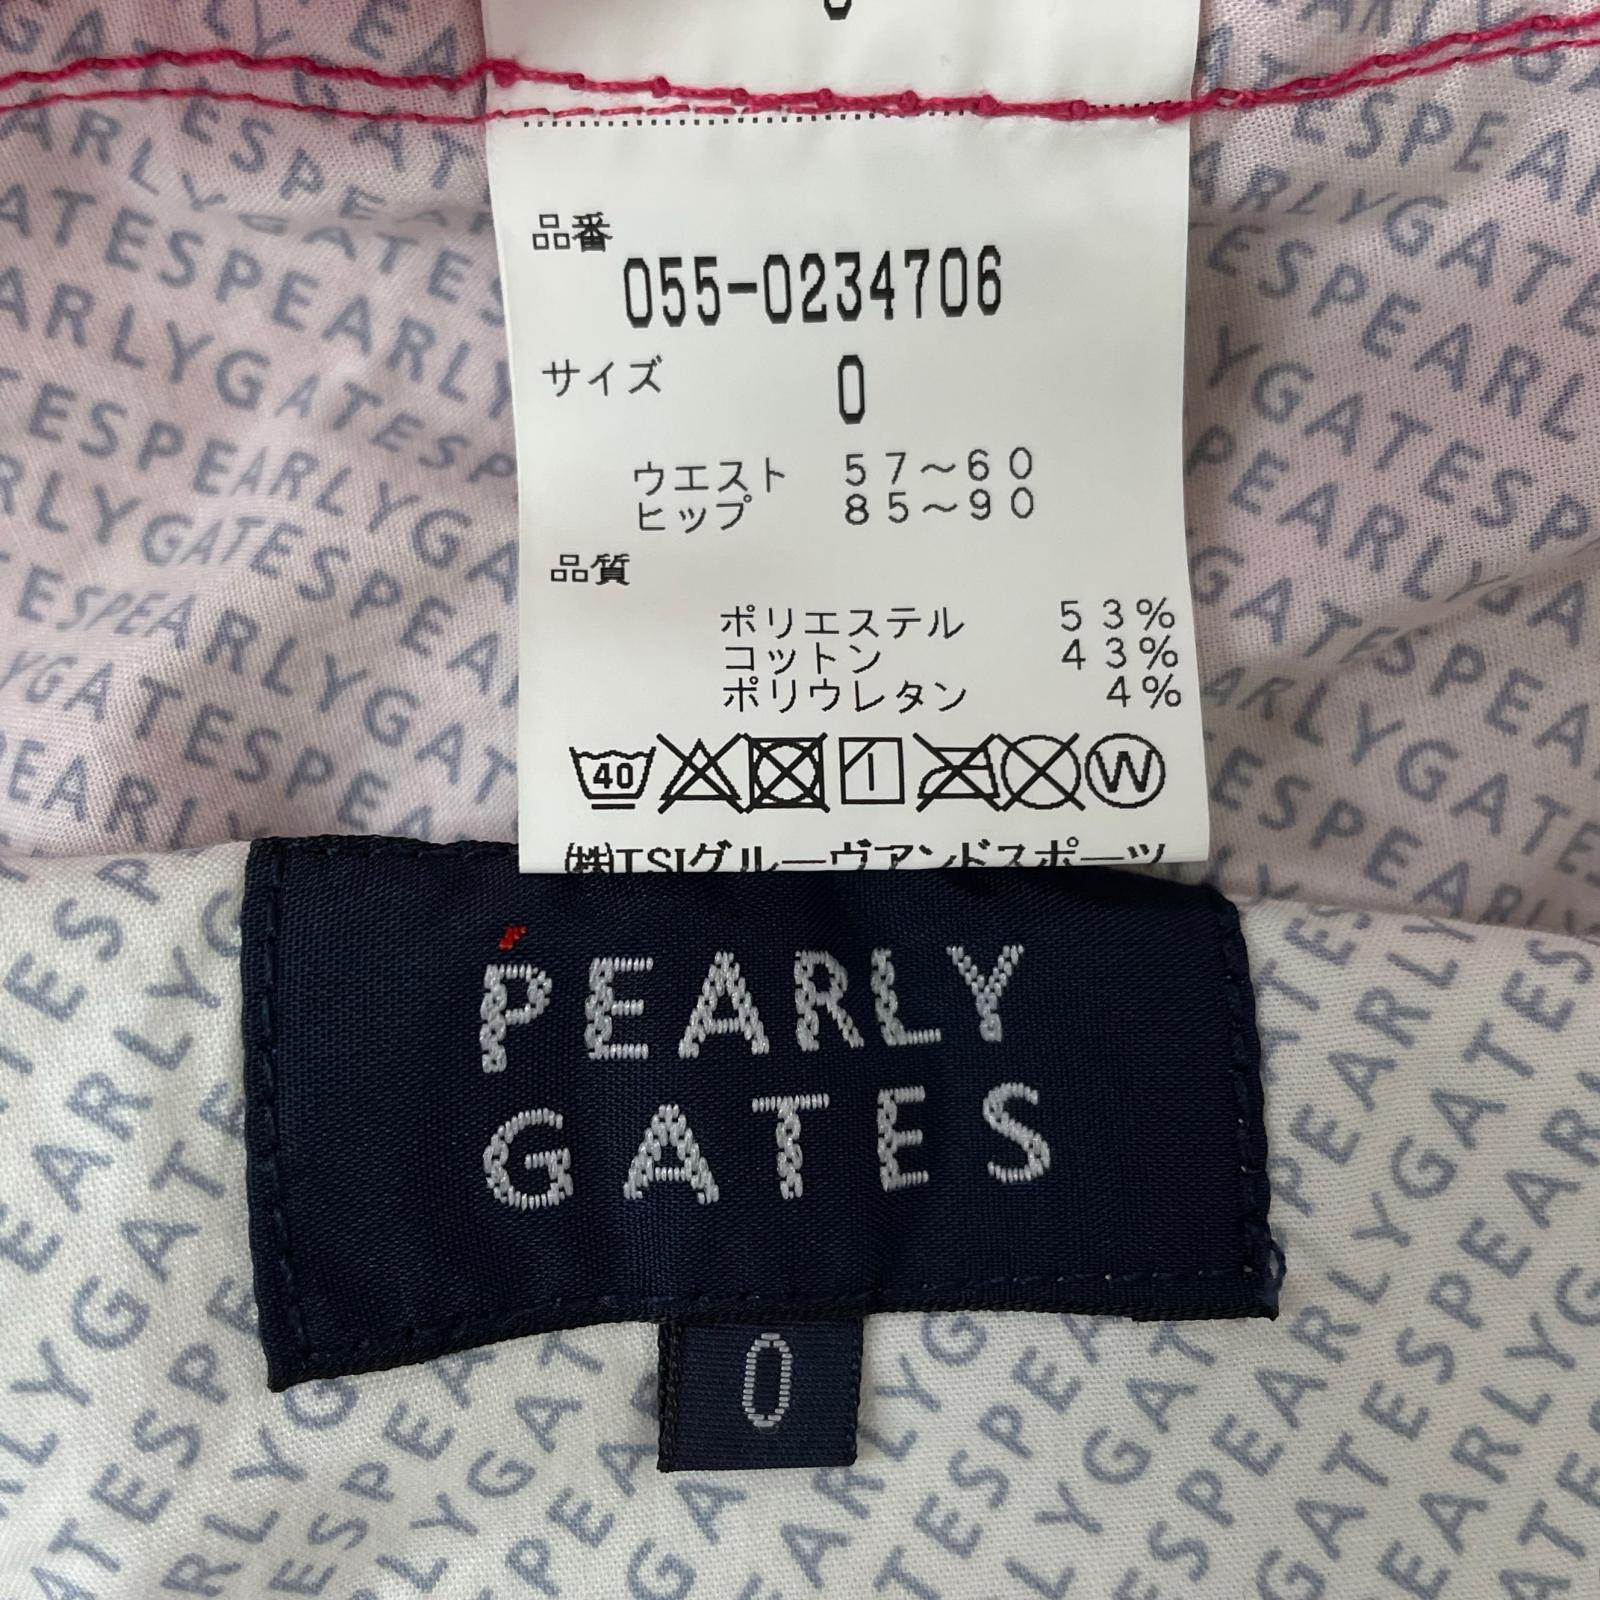 品番
055-0234706
サイズ 0
ウエスト 57～60
ヒップ 85～90
品質
ポリエステル 53%
コットン 43%
ポリウレタン 4%
40 W
(株)TSIグルーヴアンドスポーツ
PEARLY
GATES
0